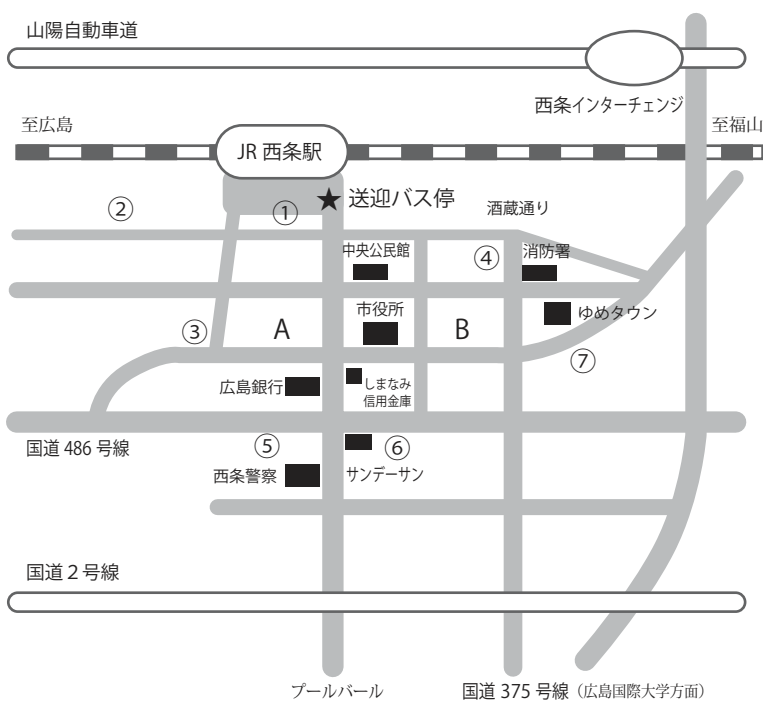 山陽自動車道
西条インターチェンジ
至広島
JR 西条駅
至福山
②
①
★送迎バス停
酒蔵通り
中央公民館
④
消防署
市役所
ゆめタウン
③
A
B
⑦
広島銀行
しまなみ
信用金庫
国道 486 号線
⑤
⑥
西条警察
サンデーサン
国道 2 号線
プールバール
国道 375 号線（広島国際大学方面）